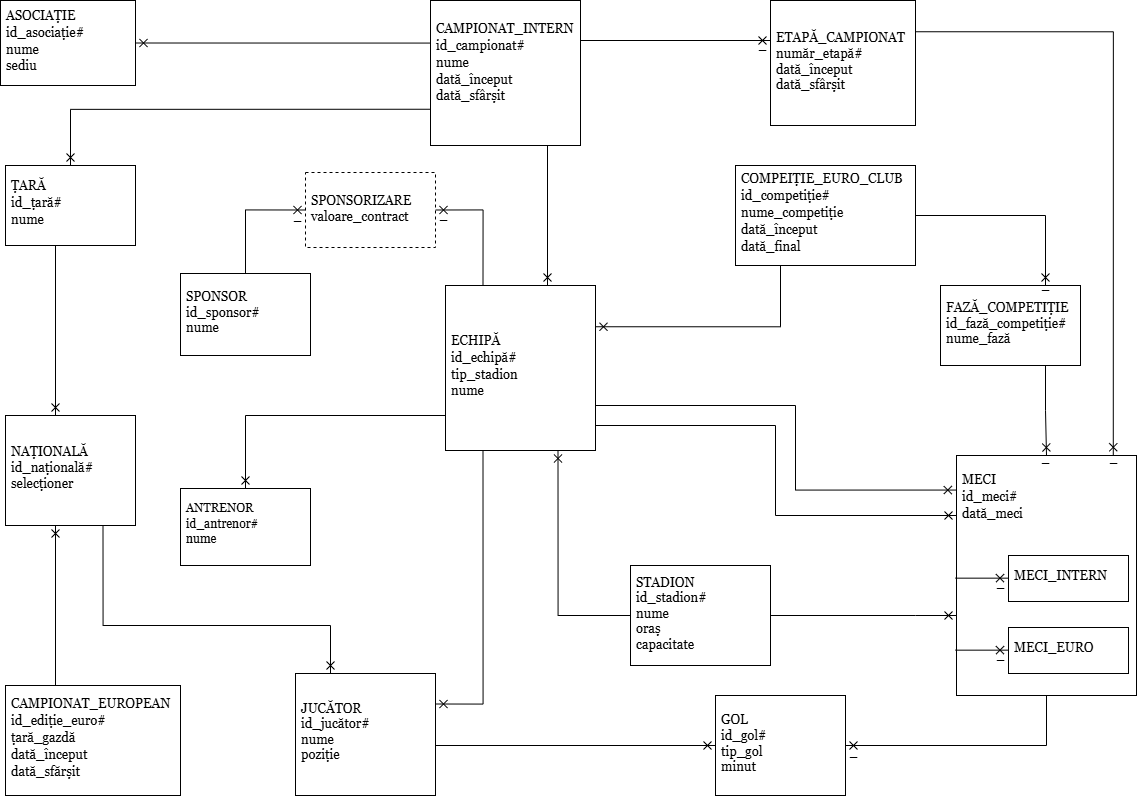 ASOCIAȚIE
id_asociație#
nume
sediu
CAMPIONAT_INTERN
id_campionat#
nume
dată_început
dată_sfârșit
ETAPĂ_CAMPIONAT
număr_etapă#
dată_început
dată_sfârșit
ȚARĂ
id_țară#
nume
SPONSORIZARE
valoare_contract
COMPEIȚIE_EURO_CLUB
id_competiție#
nume_competiție
dată_început
dată_final
SPONSOR
id_sponsor#
nume
ECHIPĂ
id_echipă#
tip_stadion
nume
FAZĂ_COMPETIȚIE
id_fază_competiție#
nume_fază
NAȚIONALĂ
id_națională#
selecționer
ANTRENOR
id_antrenor#
nume
MECI
id_meci#
dată_meci
MECI_INTERN
MECI_EURO
STADION
id_stadion#
nume
oraș
capacitate
CAMPIONAT_EUROPEAN
id_ediție_euro#
țară_gazdă
dată_început
dată_sfărșit
JUCĂTOR
id_jucător#
nume
poziție
GOL
id_gol#
tip_gol
minut